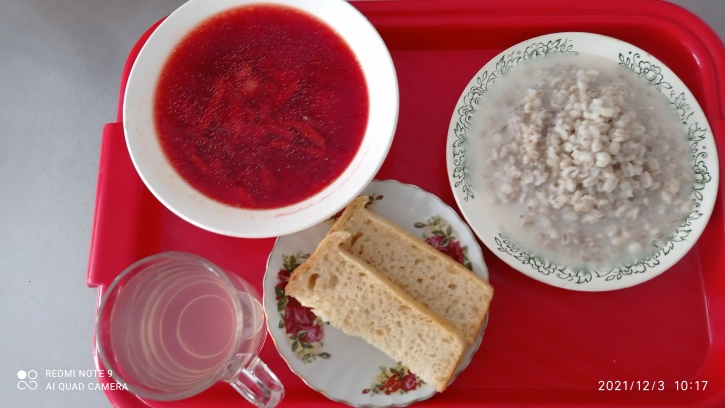 REDMI NOTE 9
AI QUAD CAMERA
2021/12/3 10:17